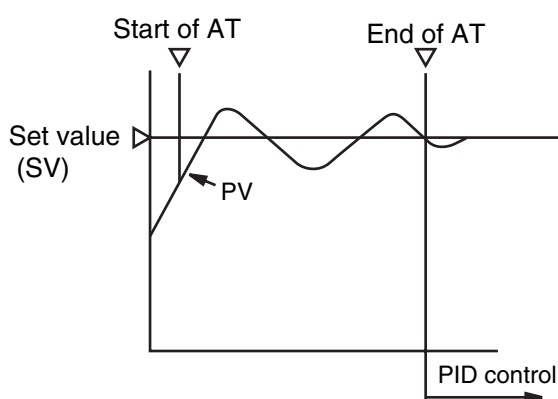 Start of AT
End of AT
Set value
(SV)
PV
PID control